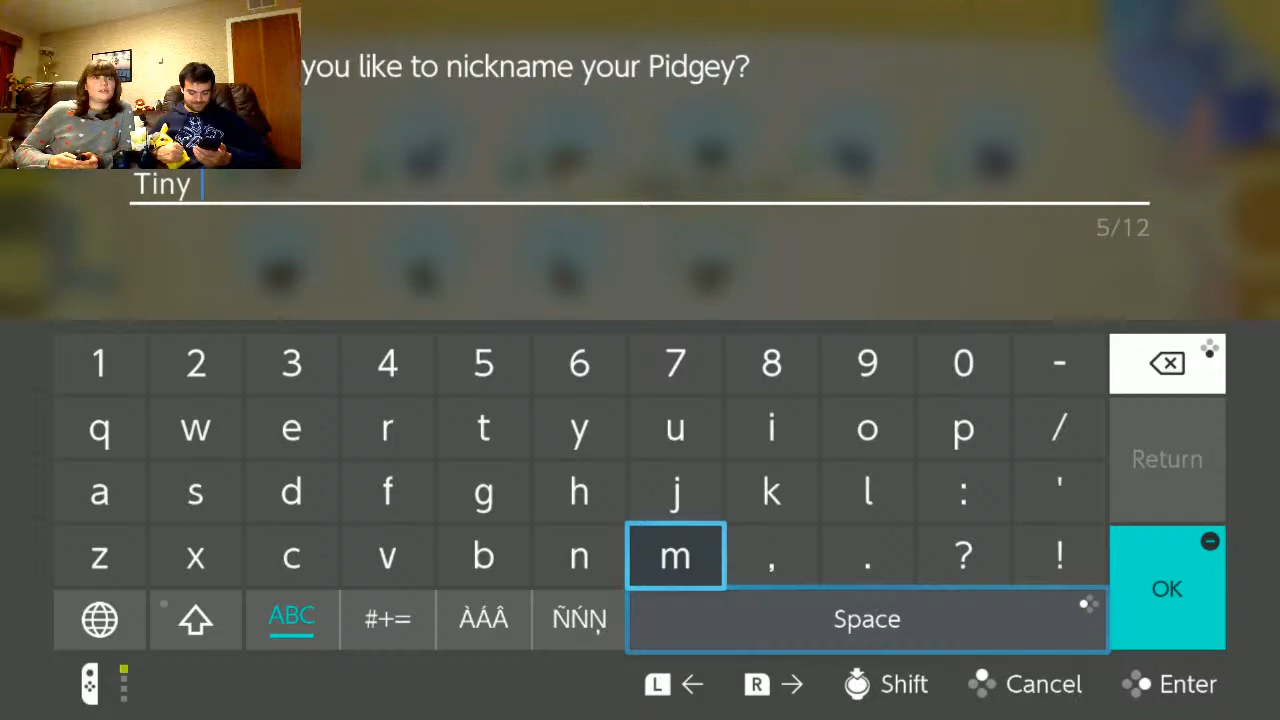 you like to nickname your Pidgey?
Tiny
5/12
1 2 3 4 5 6 7 8 9 0 -
q w e r t y u i o p /
Return
a s d f g h j k l : '
z x c v b n m , . ? !
OK
ABC #+= ÀÁÂ ÑŃŅ Space
L ← R → Shift Cancel Enter